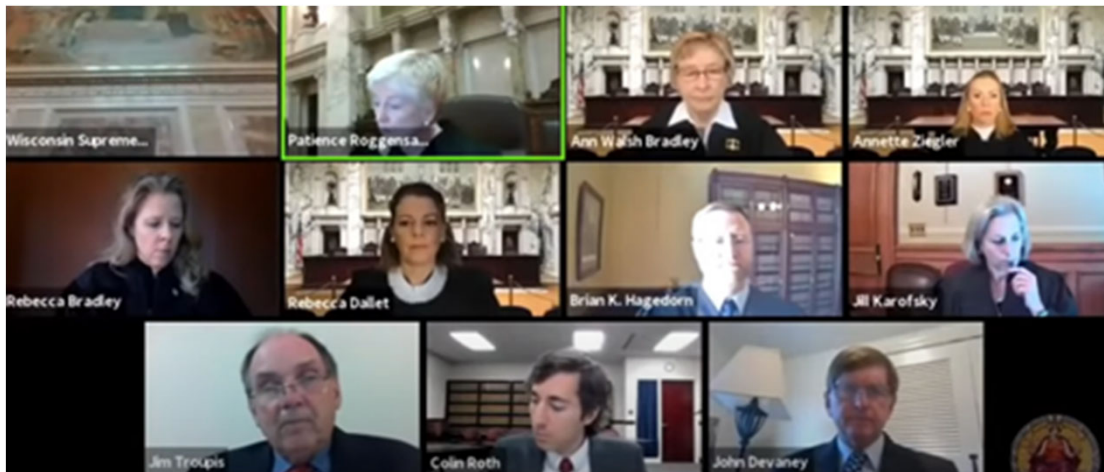 Wisconsin Supreme...
Patience Roggensa...
Ann Walsh Bradley
Annette Ziegler
Rebecca Bradley
Rebecca Dallet
Brian K. Hagedorn
Jill Karofsky
Jim Troupis
Colin Roth
John Devaney